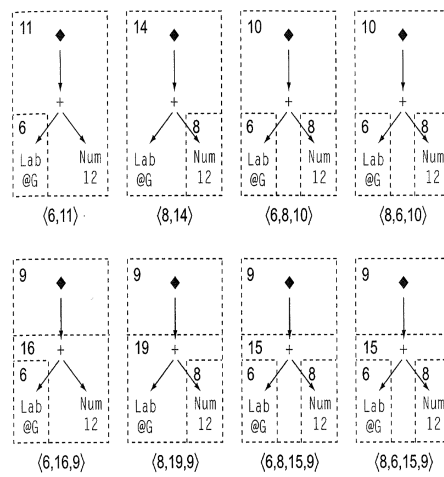 11 14 10 10
+ + + +
6 8 6 8 6 8
Lab Num Lab Num Lab Num Lab Num
@G 12 @G 12 @G 12 @G 12
⟨6,11⟩ ⟨8,14⟩ ⟨6,8,10⟩ ⟨8,6,10⟩
9 9 9 9
16 + 19 + 15 + 15 +
6 8 6 8 6 8
Lab Num Lab Num Lab Num Lab Num
@G 12 @G 12 @G 12 @G 12
⟨6,16,9⟩ ⟨8,19,9⟩ ⟨6,8,15,9⟩ ⟨8,6,15,9⟩